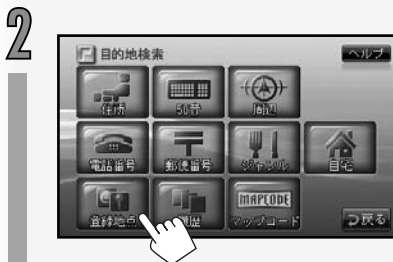 2
目的地検索
ヘルプ
住所
50音
周辺
電話番号
郵便番号
ジャンル
自宅
登録地点
履歴
MAPCODE
マップコード
戻る